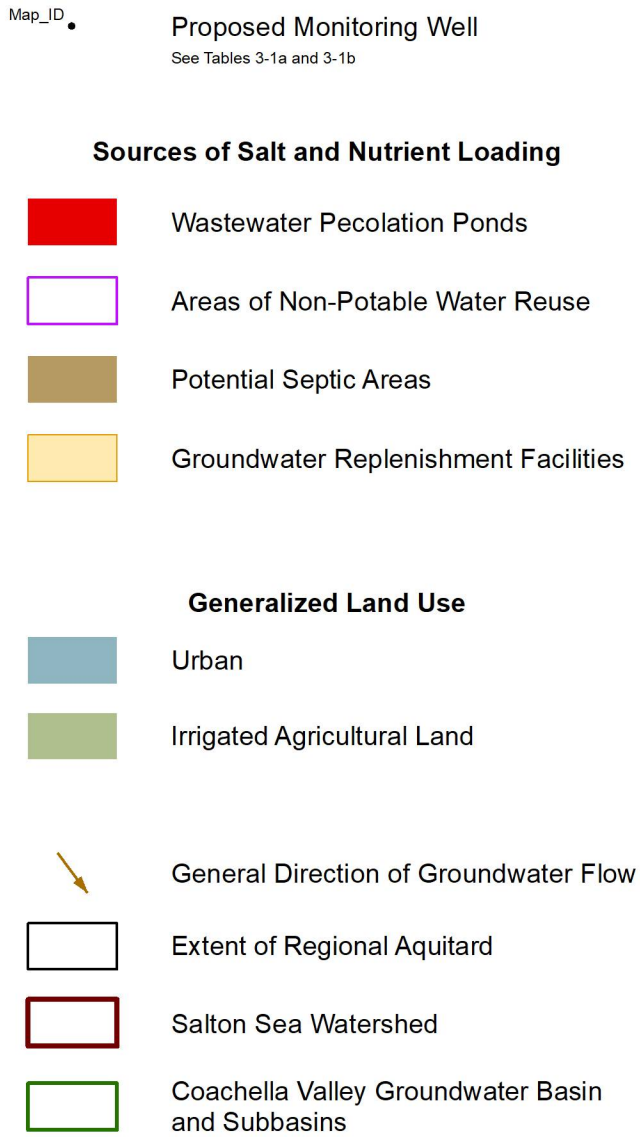 Map_ID
Proposed Monitoring Well
See Tables 3-1a and 3-1b
Sources of Salt and Nutrient Loading
Wastewater Pecolation Ponds
Areas of Non-Potable Water Reuse
Potential Septic Areas
Groundwater Replenishment Facilities
Generalized Land Use
Urban
Irrigated Agricultural Land
General Direction of Groundwater Flow
Extent of Regional Aquitard
Salton Sea Watershed
Coachella Valley Groundwater Basin
and Subbasins